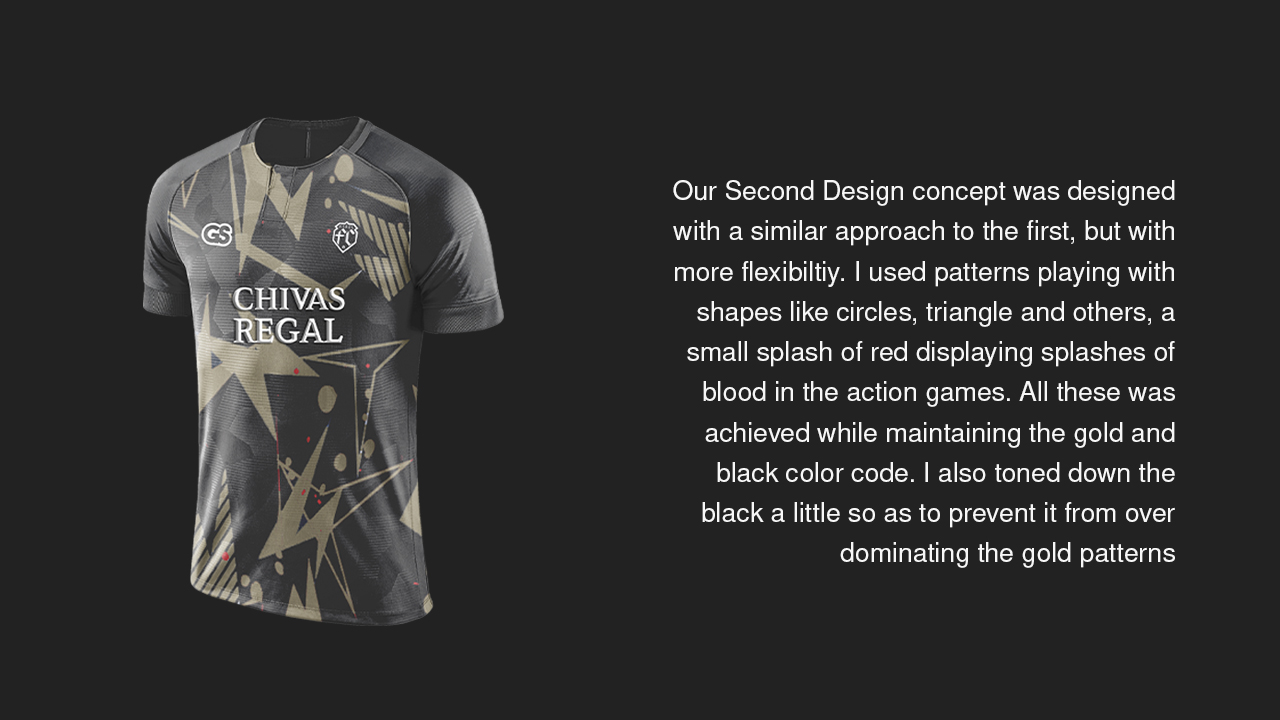 GS
fc
CHIVAS
REGAL
Our Second Design concept was designed
with a similar approach to the first, but with
more flexibiltiy. I used patterns playing with
shapes like circles, triangle and others, a
small splash of red displaying splashes of
blood in the action games. All these was
achieved while maintaining the gold and
black color code. I also toned down the
black a little so as to prevent it from over
dominating the gold patterns